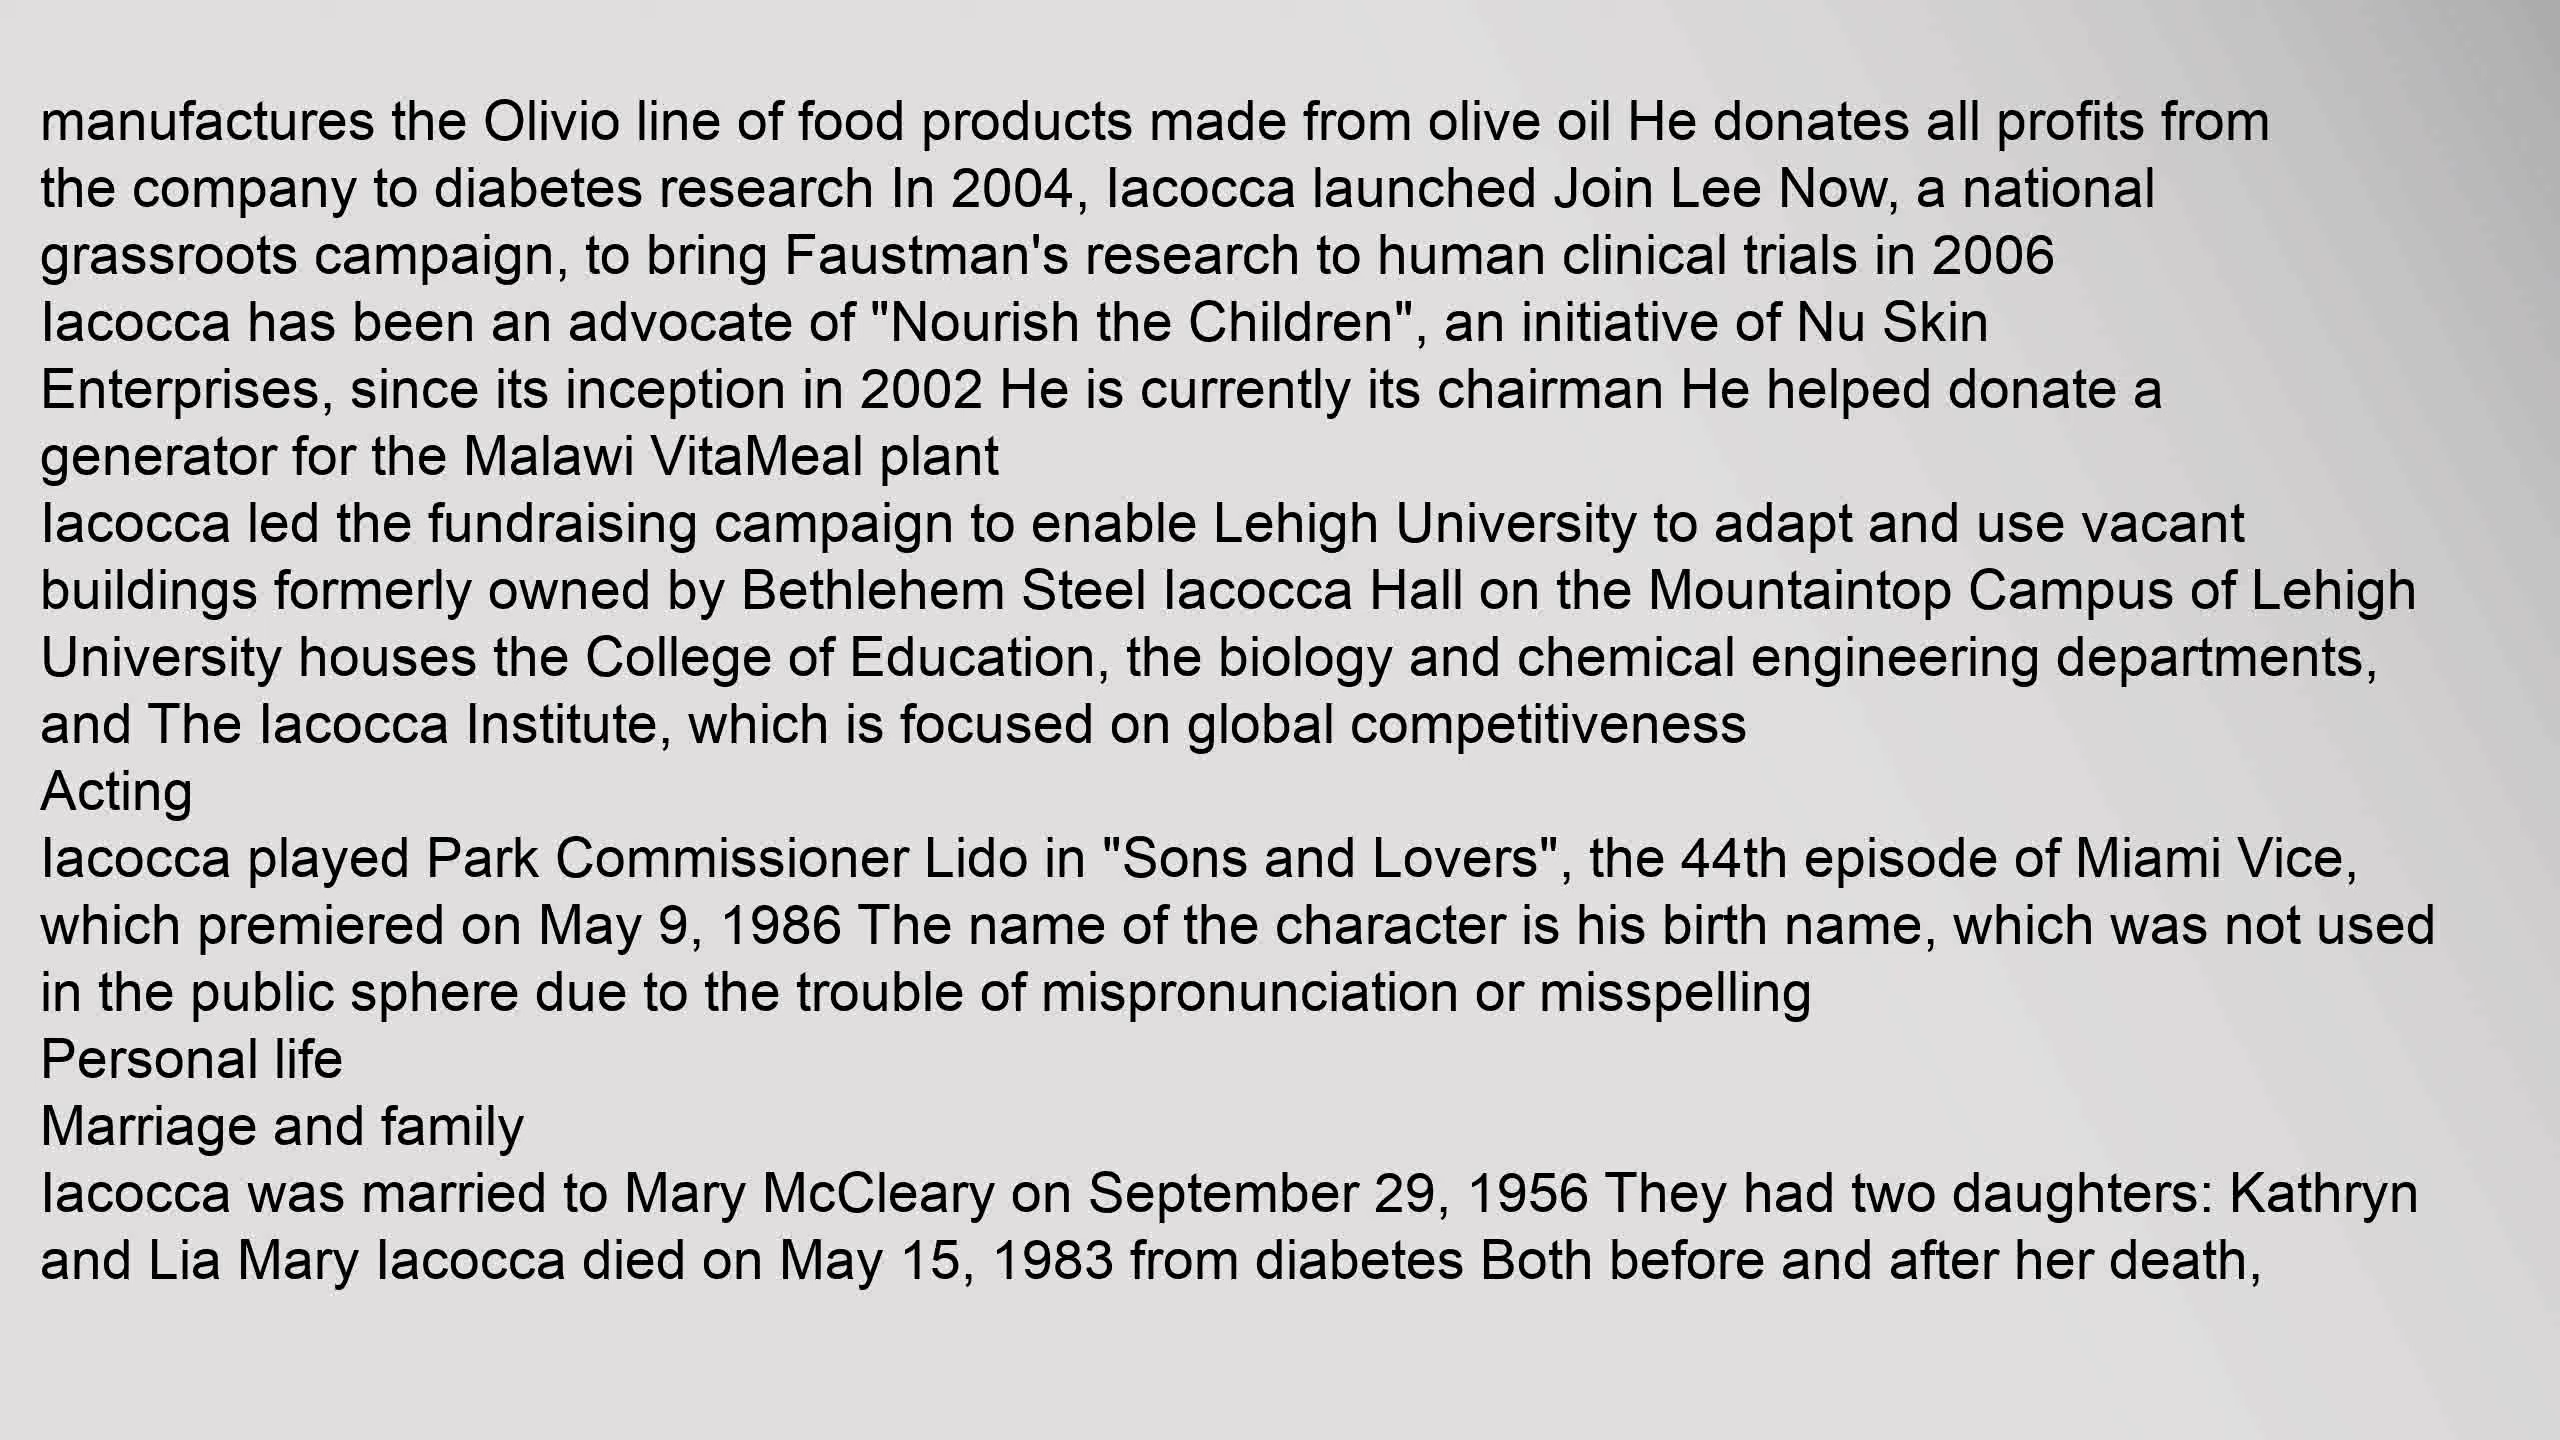 manufactures the Olivio line of food products made from olive oil He donates all profits from
the company to diabetes research In 2004, Iacocca launched Join Lee Now, a national
grassroots campaign, to bring Faustman's research to human clinical trials in 2006
Iacocca has been an advocate of "Nourish the Children", an initiative of Nu Skin
Enterprises, since its inception in 2002 He is currently its chairman He helped donate a
generator for the Malawi VitaMeal plant
Iacocca led the fundraising campaign to enable Lehigh University to adapt and use vacant
buildings formerly owned by Bethlehem Steel Iacocca Hall on the Mountaintop Campus of Lehigh
University houses the College of Education, the biology and chemical engineering departments,
and The Iacocca Institute, which is focused on global competitiveness
Acting
Iacocca played Park Commissioner Lido in "Sons and Lovers", the 44th episode of Miami Vice,
which premiered on May 9, 1986 The name of the character is his birth name, which was not used
in the public sphere due to the trouble of mispronunciation or misspelling
Personal life
Marriage and family
Iacocca was married to Mary McCleary on September 29, 1956 They had two daughters: Kathryn
and Lia Mary Iacocca died on May 15, 1983 from diabetes Both before and after her death,